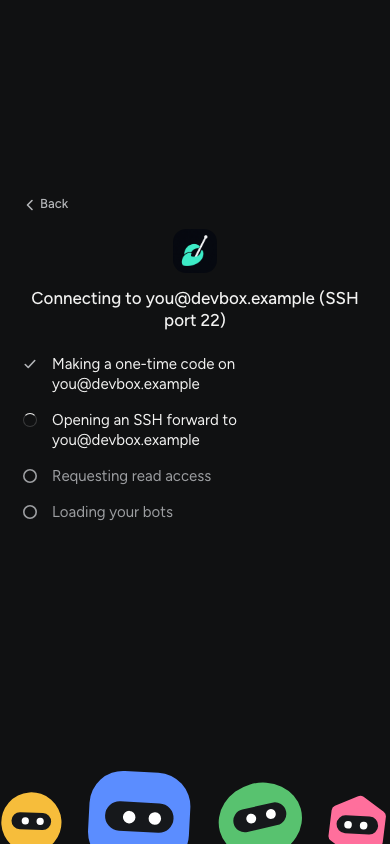 Back
Connecting to you@devbox.example (SSH
port 22)
Making a one-time code on
you@devbox.example
Opening an SSH forward to
you@devbox.example
Requesting read access
Loading your bots